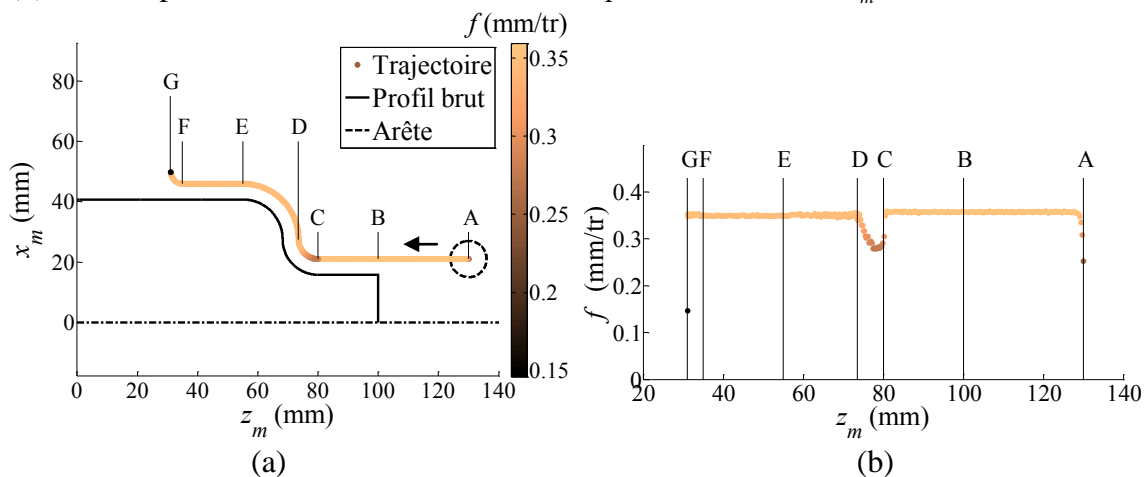 f (mm/tr)
Trajectoire
Profil brut
Arête
G
F
E
D
C
B
A
80
60
40
20
0
x_m (mm)
0 20 40 60 80 100 120 140
z_m (mm)
0.35
0.3
0.25
0.2
0.15
(a)
G F E D C B A
0.4
0.3
0.2
0.1
0
f (mm/tr)
20 40 60 80 100 120 140
z_m (mm)
(b)